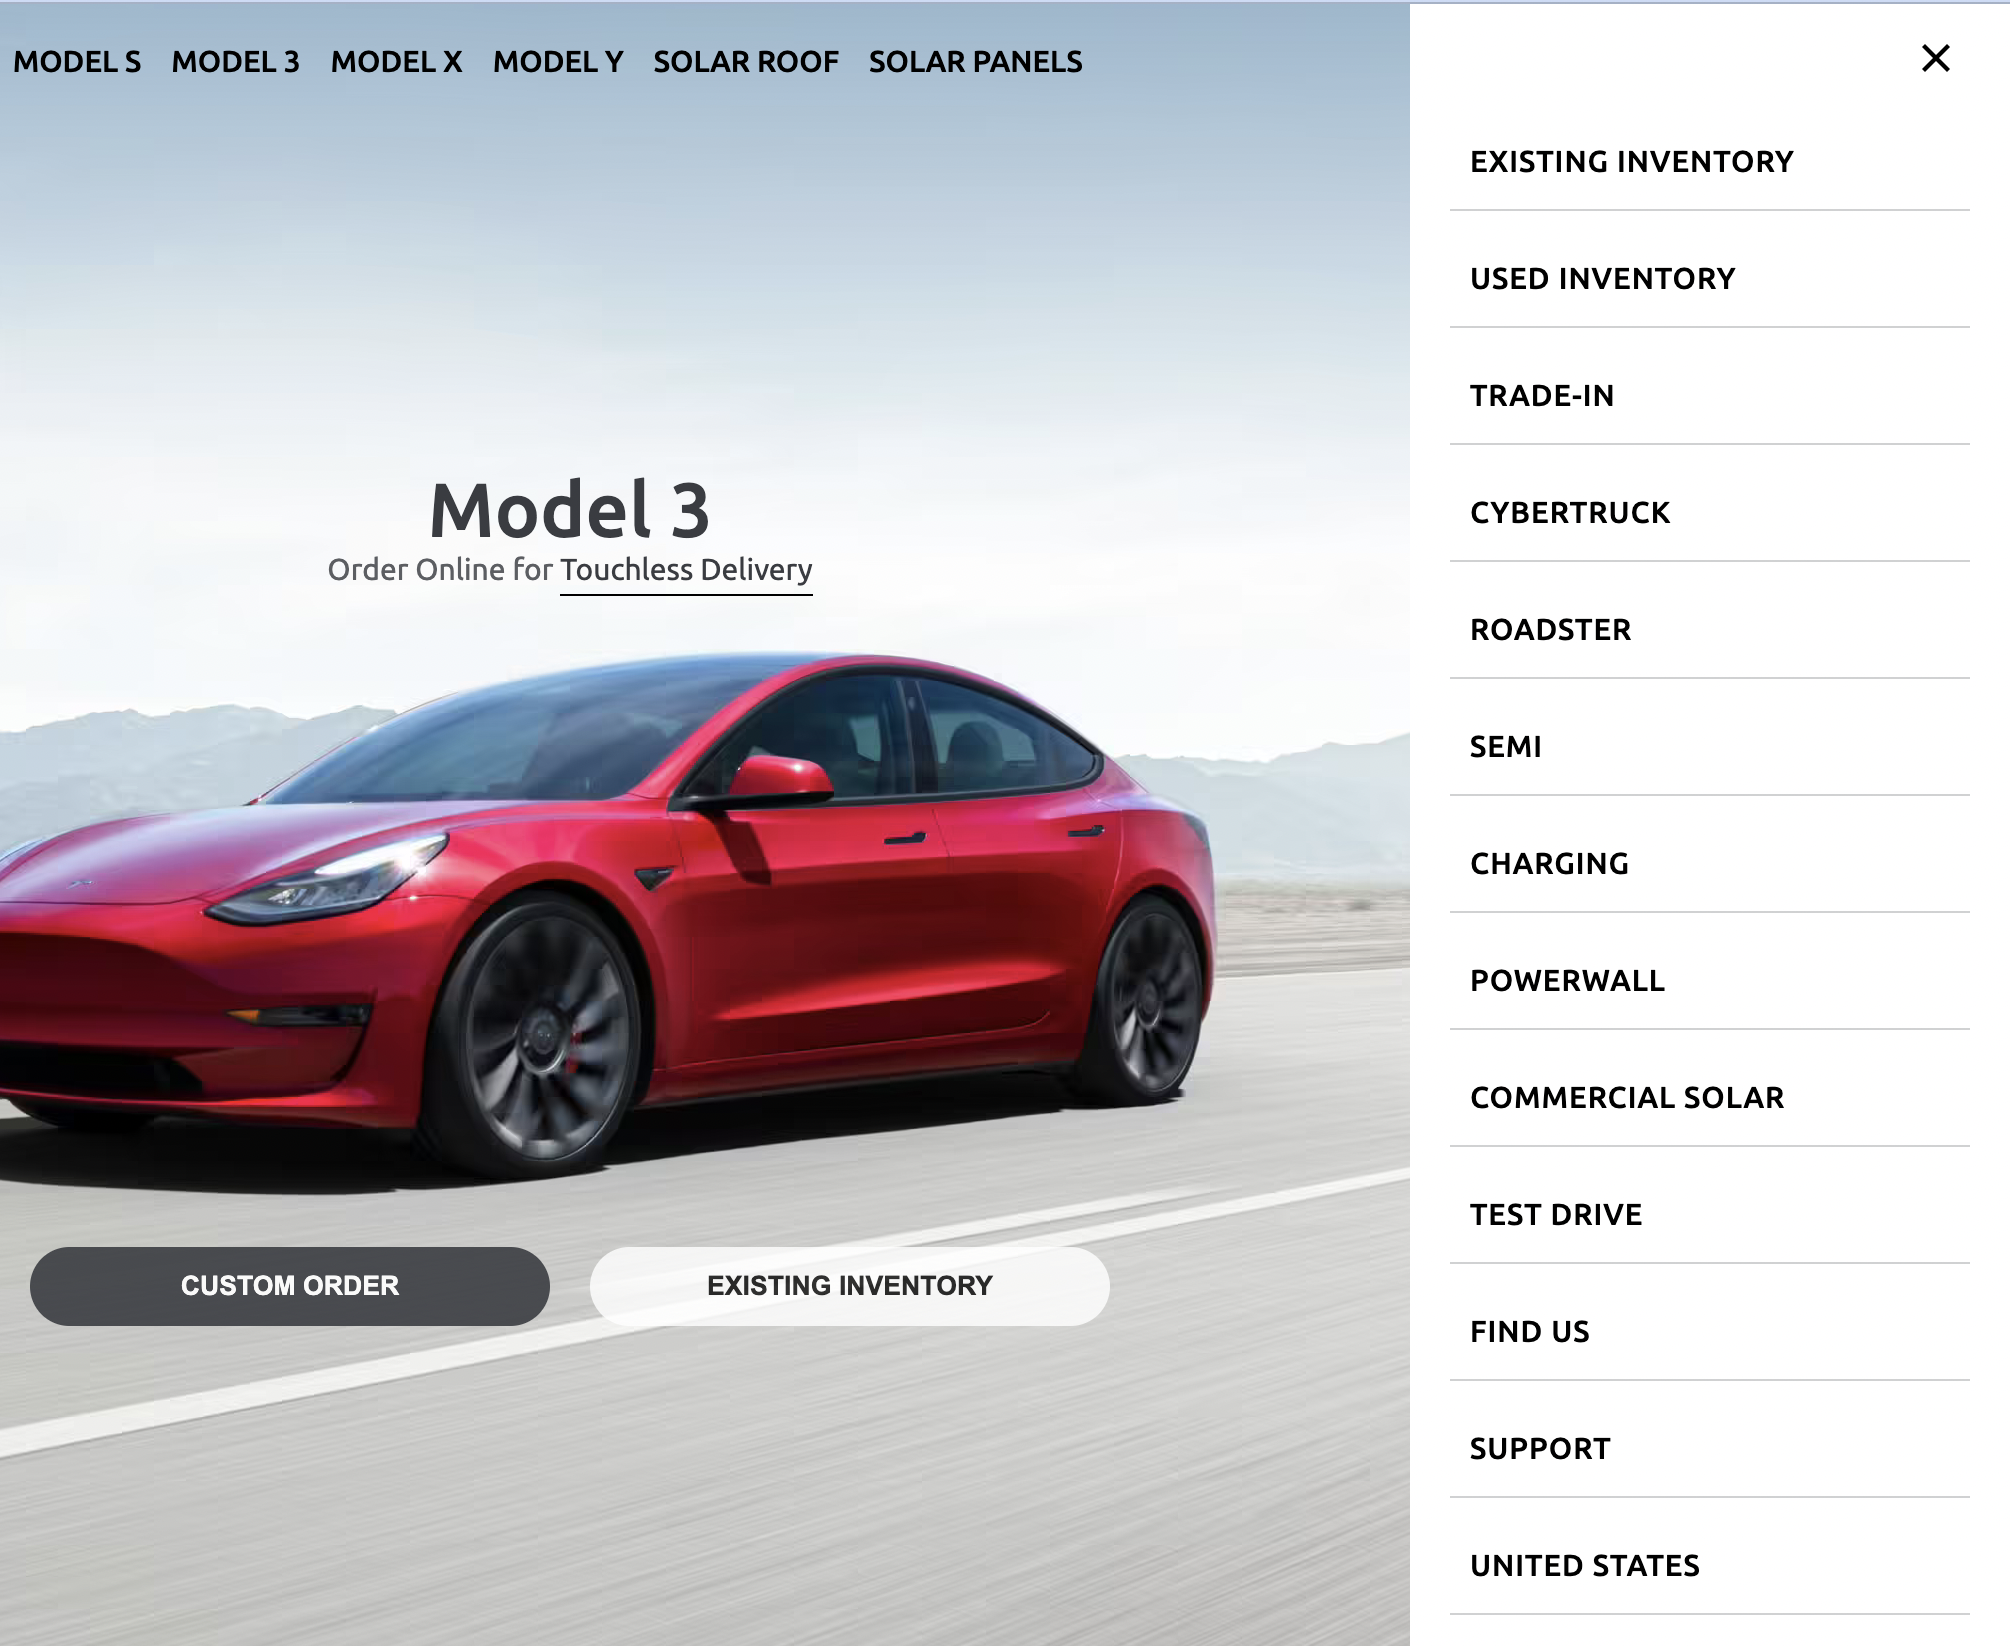 MODEL S MODEL 3 MODEL X MODEL Y SOLAR ROOF SOLAR PANELS
Model 3
Order Online for Touchless Delivery
CUSTOM ORDER
EXISTING INVENTORY
EXISTING INVENTORY
USED INVENTORY
TRADE-IN
CYBERTRUCK
ROADSTER
SEMI
CHARGING
POWERWALL
COMMERCIAL SOLAR
TEST DRIVE
FIND US
SUPPORT
UNITED STATES